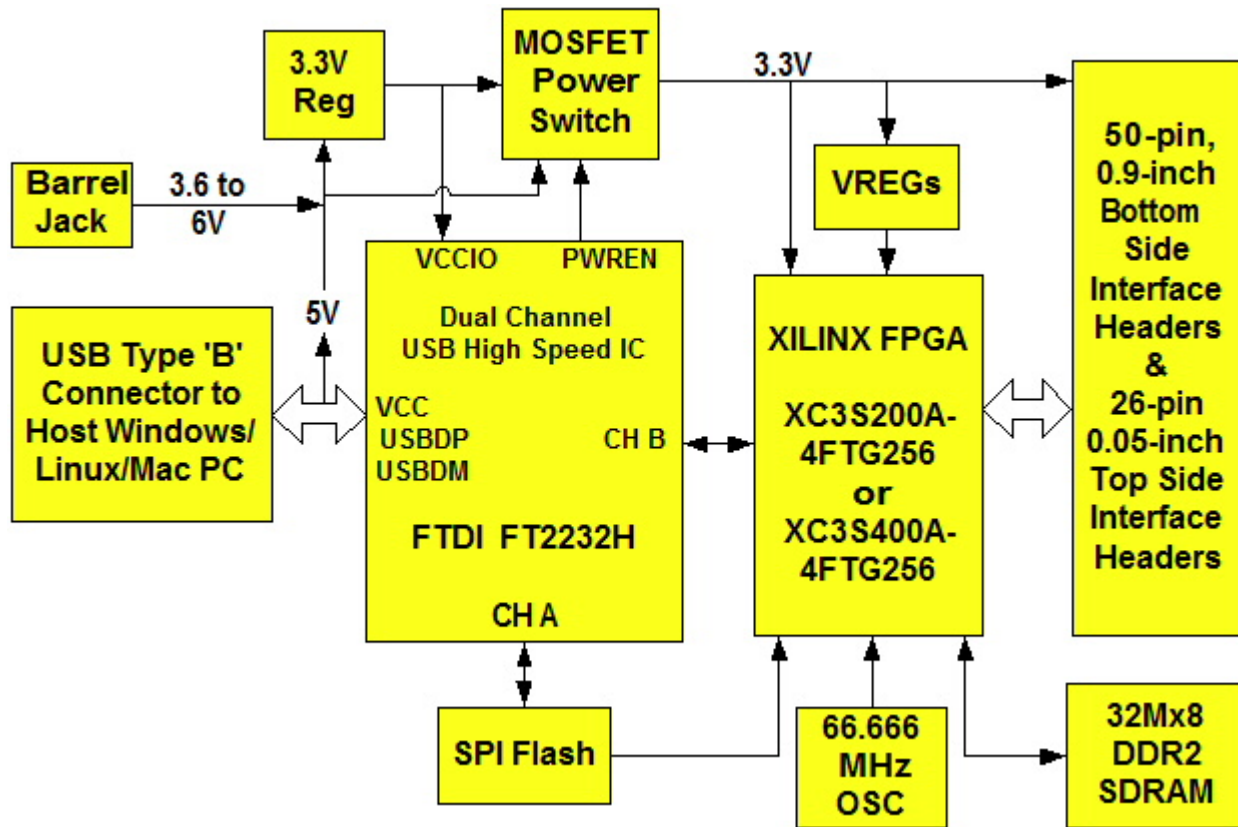 3.3V
Reg
MOSFET
Power
Switch
3.3V
50-pin,
0.9-inch
Bottom
Side
Interface
Headers
&
26-pin
0.05-inch
Top Side
Interface
Headers
Barrel
Jack
3.6 to
6V
VREGs
5V
USB Type 'B'
Connector to
Host Windows/
Linux/Mac PC
VCCIO
PWREN
Dual Channel
USB High Speed IC
VCC
USBDP
USBDM
CH B
FTDI FT2232H
CH A
XILINX FPGA
XC3S200A-
4FTG256
or
XC3S400A-
4FTG256
SPI Flash
66.666
MHz
OSC
32Mx8
DDR2
SDRAM